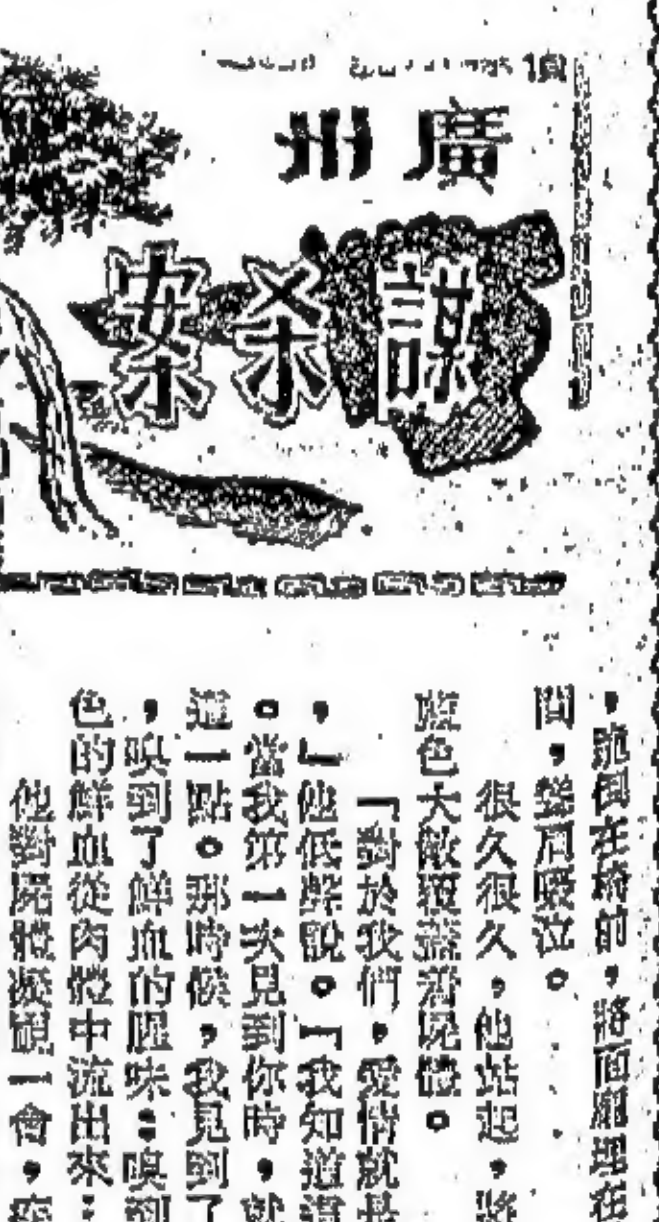 廣州
謀杀案
，跪倒在椅前，將面龐埋在
間，聳肩啜泣。
很久很久，他站起，將
藍色大氅覆蓋着屍體。
「對於我們，愛情就是
，」他低聲說。「我知道這
。當我第一次見到你時，就
這一點。那時候，我見到了
，嗅到了鮮血的腥味；嗅到
色的鮮血從肉體中流出來；
他對屍體凝視一會，